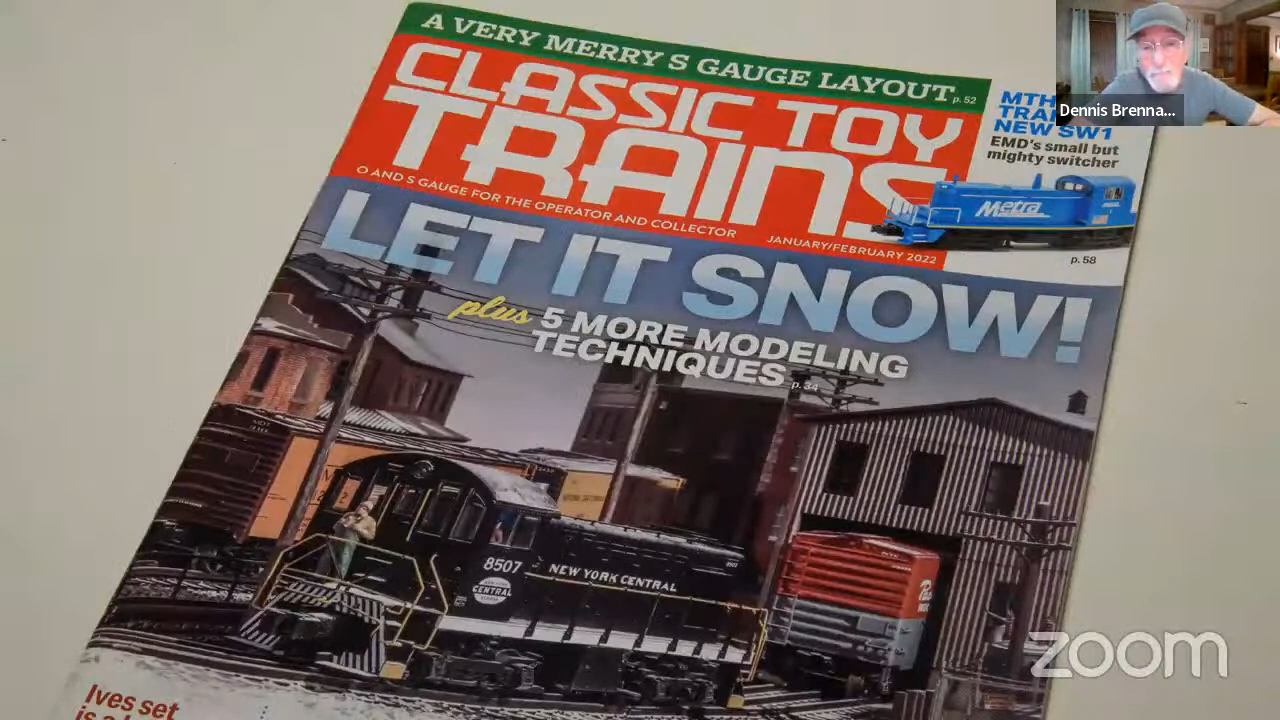 A VERY MERRY S GAUGE LAYOUT p. 52
CLASSIC TOY
TRAINS
O AND S GAUGE FOR THE OPERATOR AND COLLECTOR
JANUARY/FEBRUARY 2022
MTH
NEW SW1
EMD's small but
mighty switcher
Metra
p. 58
Dennis Brenna...
LET IT SNOW!
plus 5 MORE MODELING
TECHNIQUES p. 34
8507
NEW YORK CENTRAL
CENTRAL
8507
zoom
Ives set